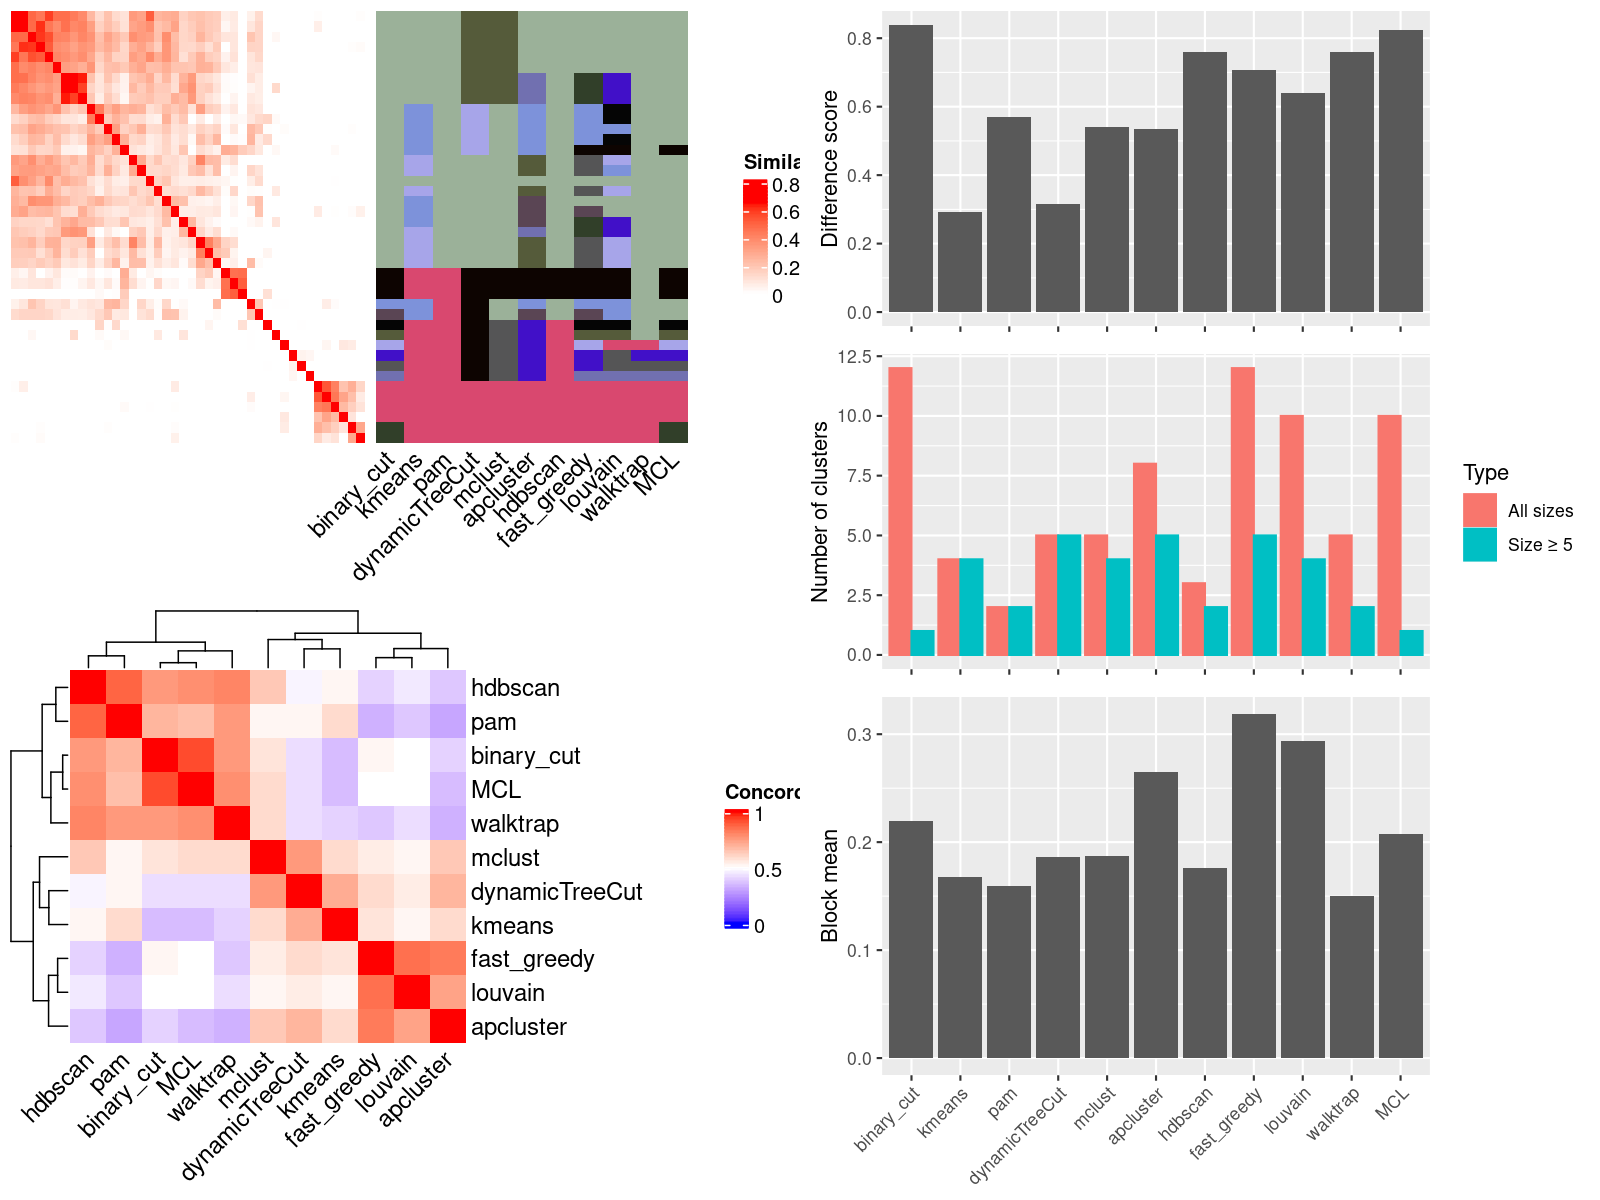 Simila
0.8
0.6
0.4
0.2
0
binary_cut
kmeans
pam
dynamicTreeCut
mclust
apcluster
hdbscan
fast_greedy
louvain
walktrap
MCL
hdbscan
pam
binary_cut
MCL
walktrap
mclust
dynamicTreeCut
kmeans
fast_greedy
louvain
apcluster
hdbscan
pam
binary_cut
MCL
walktrap
mclust
dynamicTreeCut
kmeans
fast_greedy
louvain
apcluster
Concord
1
0.5
0
Difference score
0.8
0.6
0.4
0.2
0.0
Number of clusters
12.5
10.0
7.5
5.0
2.5
0.0
Type
All sizes
Size ≥ 5
Block mean
0.3
0.2
0.1
0.0
binary_cut
kmeans
pam
dynamicTreeCut
mclust
apcluster
hdbscan
fast_greedy
louvain
walktrap
MCL